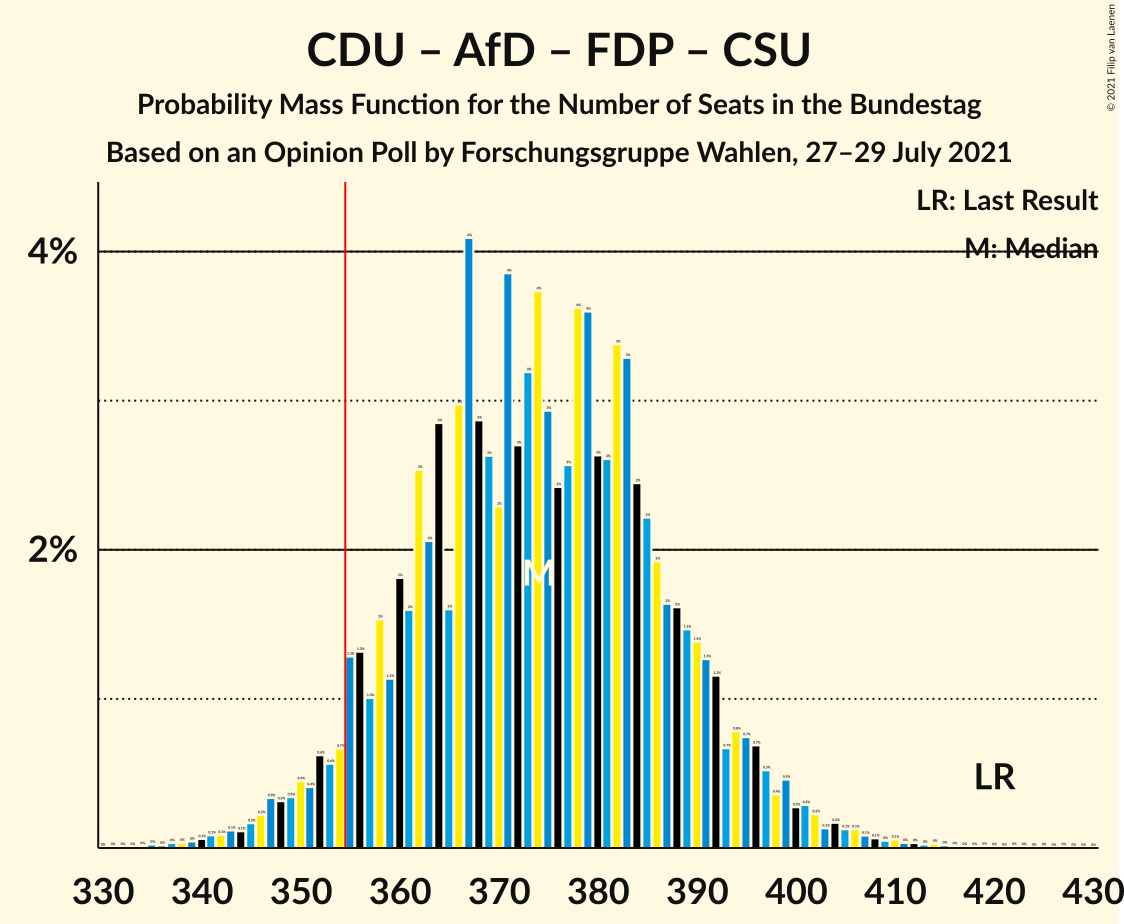 CDU – AfD – FDP – CSU
Probability Mass Function for the Number of Seats in the Bundestag
Based on an Opinion Poll by Forschungsgruppe Wahlen, 27–29 July 2021
© 2021 Filip van Laenen
LR: Last Result
M: Median
4%
2%
M
LR
330 340 350 360 370 380 390 400 410 420 430